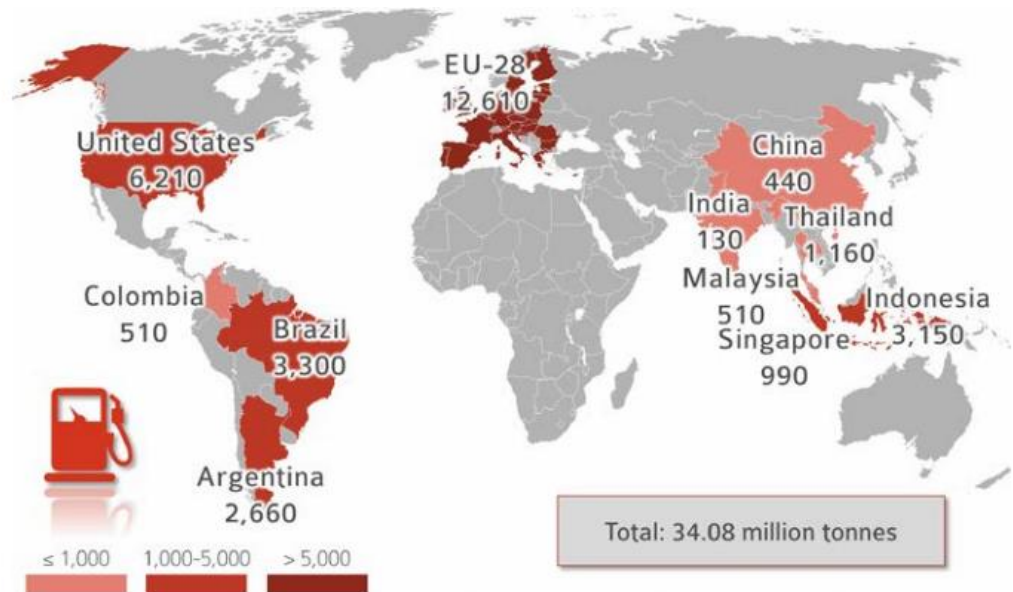 EU-28
12,610
United States
6,210
China
440
India
130
Thailand
1,160
Malaysia
510
Indonesia
3,150
Singapore
990
Colombia
510
Brazil
3,300
Argentina
2,660
Total: 34.08 million tonnes
≤ 1,000
1,000-5,000
> 5,000